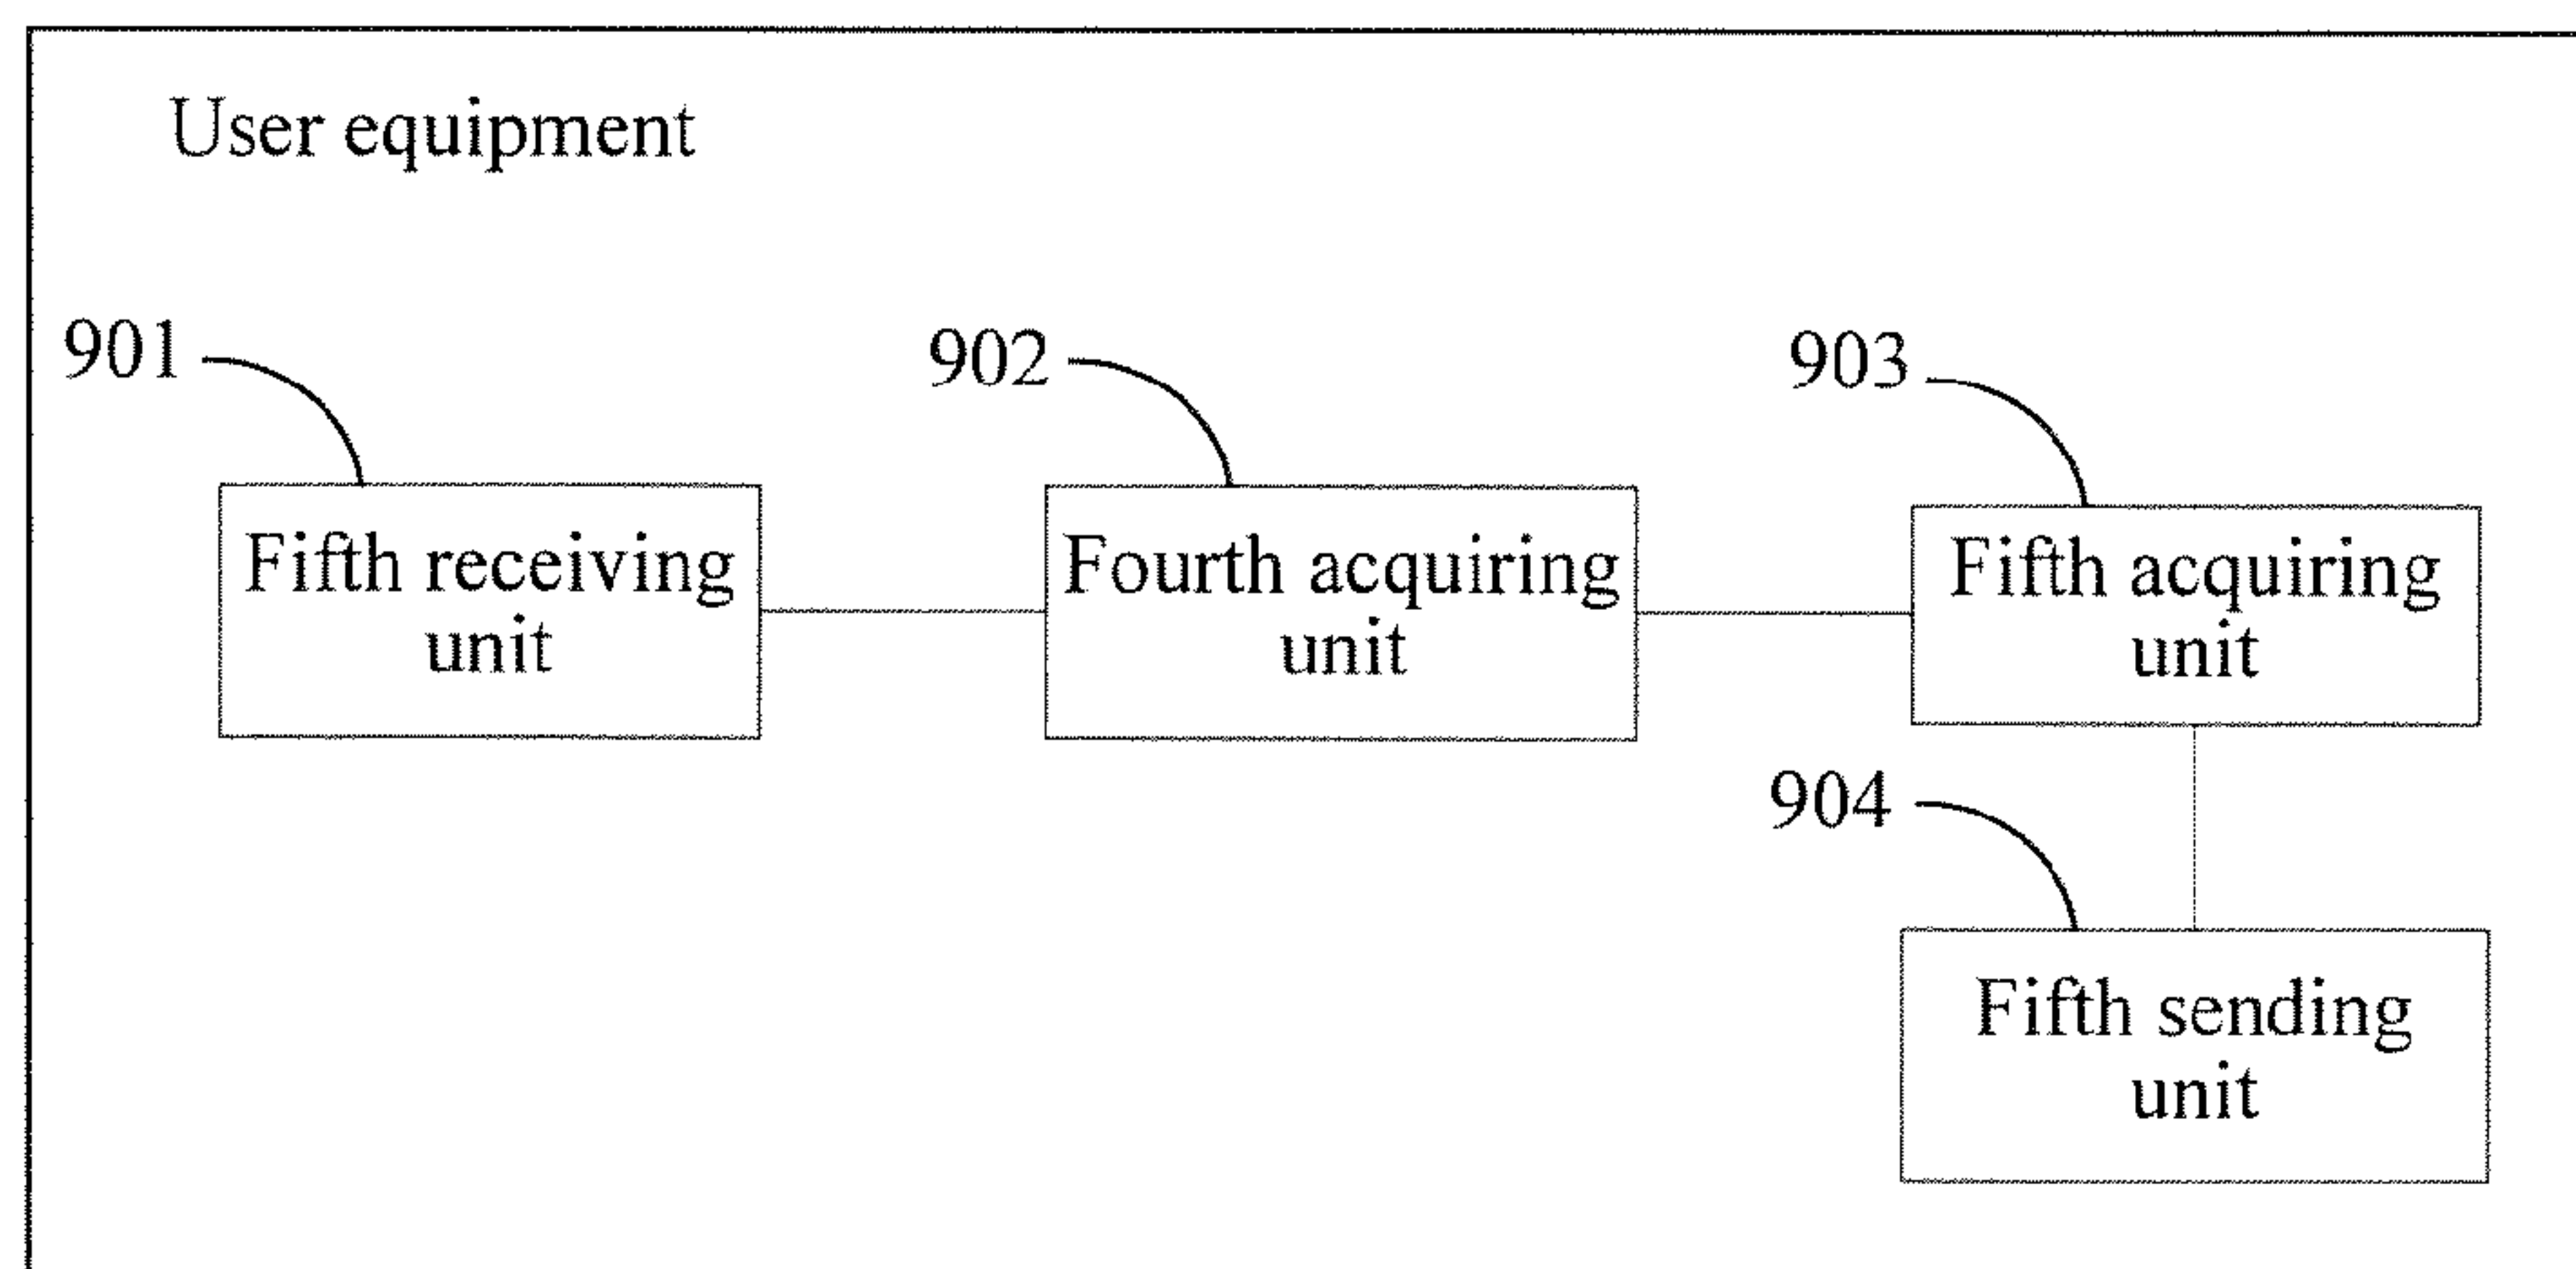 User equipment
901
902
903
Fifth receiving
unit
Fourth acquiring
unit
Fifth acquiring
unit
904
Fifth sending
unit